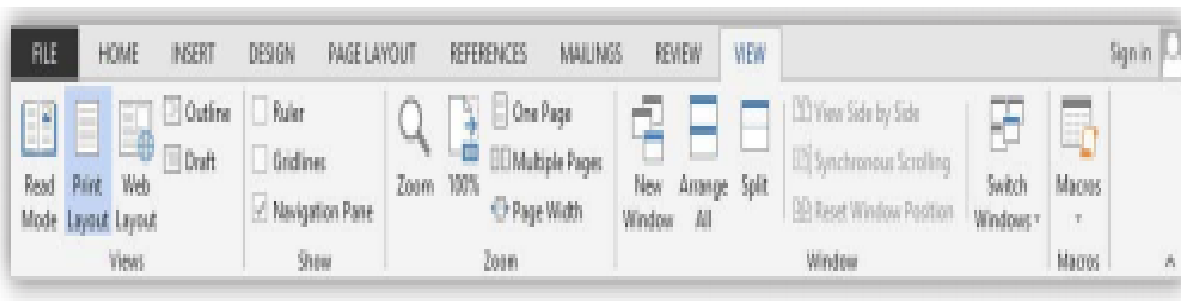 FILE HOME INSERT DESIGN PAGE LAYOUT REFERENCES MAILINGS REVIEW VIEW Sign in
Read Mode
Print Layout
Web Layout
Outline
Draft
Views
Ruler
Gridlines
Navigation Pane
Show
Zoom
100%
One Page
Multiple Pages
Page Width
Zoom
New Window
Arrange All
Split
View Side by Side
Synchronous Scrolling
Reset Window Position
Switch Windows
Window
Macros
Macros